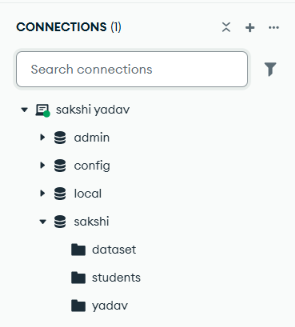 CONNECTIONS (1)
Search connections
sakshi yadav
admin
config
local
sakshi
dataset
students
yadav